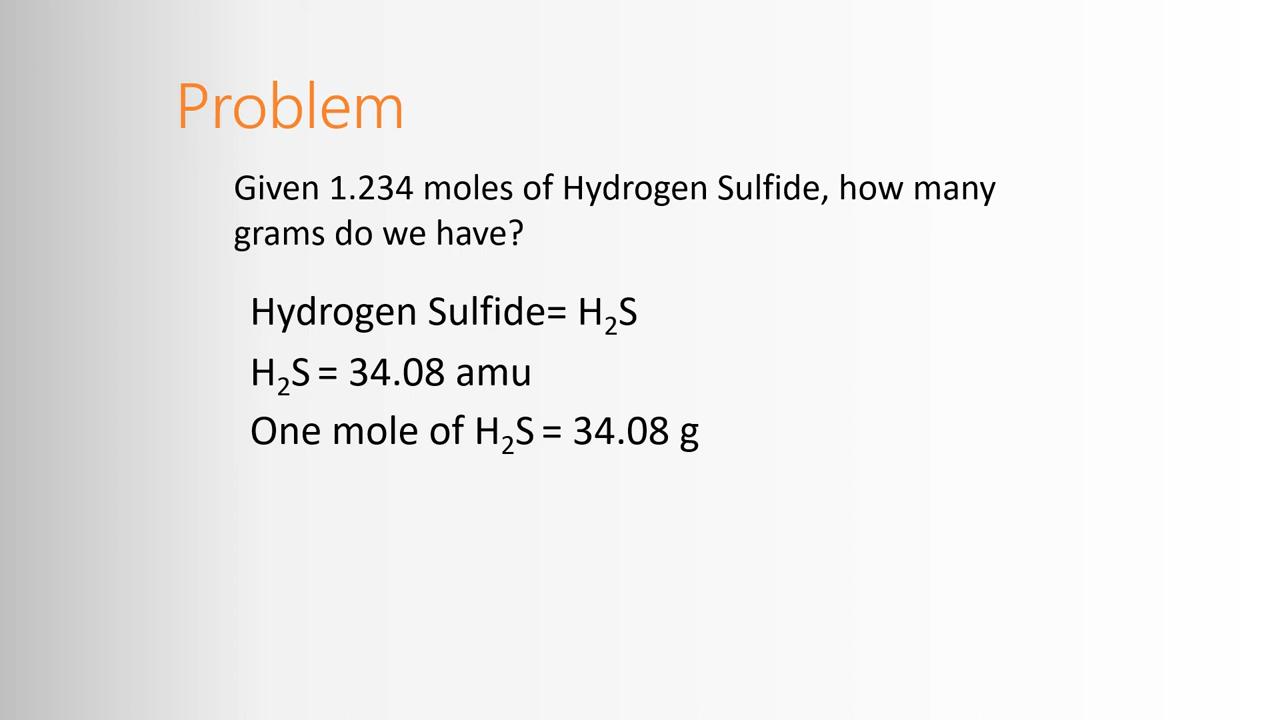 Problem
Given 1.234 moles of Hydrogen Sulfide, how many
grams do we have?
Hydrogen Sulfide= H₂S
H₂S = 34.08 amu
One mole of H₂S = 34.08 g